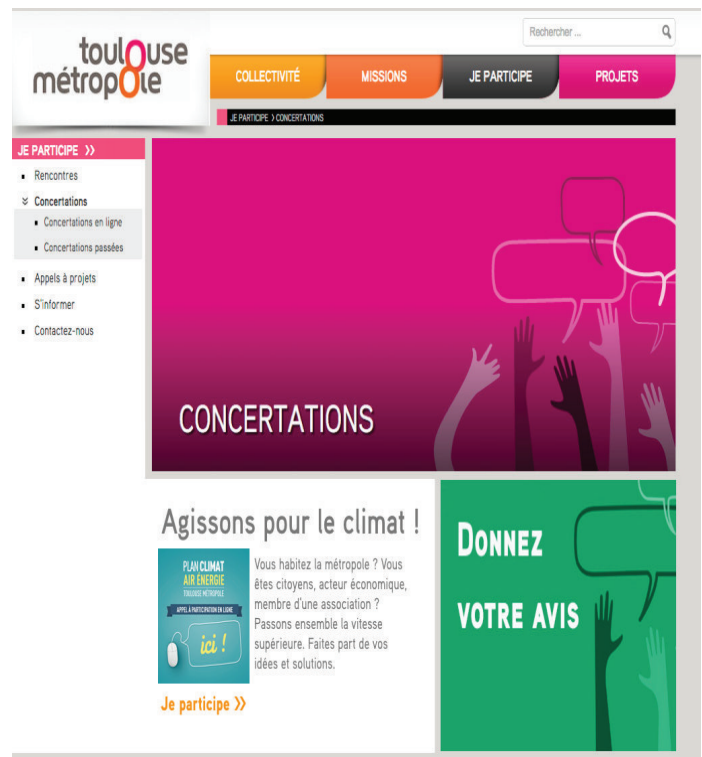 toulouse
métropole
Rechercher ...
COLLECTIVITÉ
MISSIONS
JE PARTICIPE
PROJETS
JE PARTICIPE > CONCERTATIONS
JE PARTICIPE >>
Rencontres
Concertations
Concertations en ligne
Concertations passées
Appels à projets
S'informer
Contactez-nous
CONCERTATIONS
Agissons pour le climat !
PLAN CLIMAT
AIR ÉNERGIE
TOULOUSE MÉTROPOLE
APPEL À PARTICIPATION EN LIGNE
ici !
Vous habitez la métropole ? Vous
êtes citoyens, acteur économique,
membre d'une association ?
Passons ensemble la vitesse
supérieure. Faites part de vos
idées et solutions.
Je participe >>
DONNEZ
VOTRE AVIS